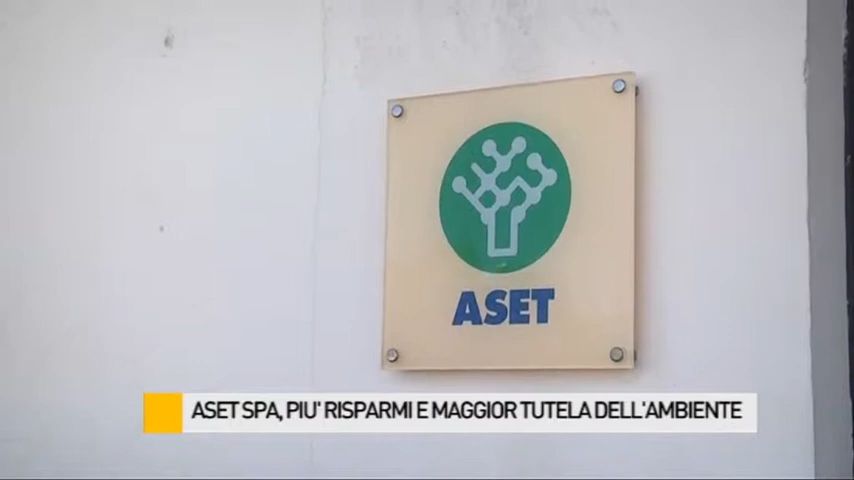 ASET
ASET SPA, PIU' RISPARMI E MAGGIOR TUTELA DELL'AMBIENTE